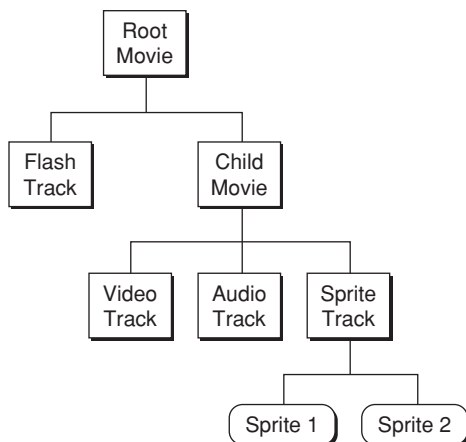 Root
Movie
Flash
Track
Child
Movie
Video
Track
Audio
Track
Sprite
Track
Sprite 1
Sprite 2